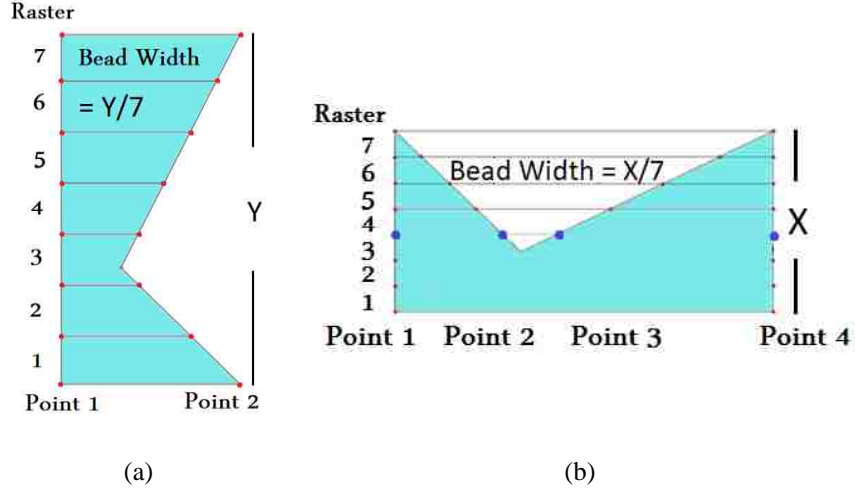 Raster
7
Bead Width
6
= Y/7
5
4
Y
3
2
1
Point 1 Point 2
(a)
Raster
7
6
Bead Width = X/7
5
4
X
3
2
1
Point 1 Point 2 Point 3 Point 4
(b)